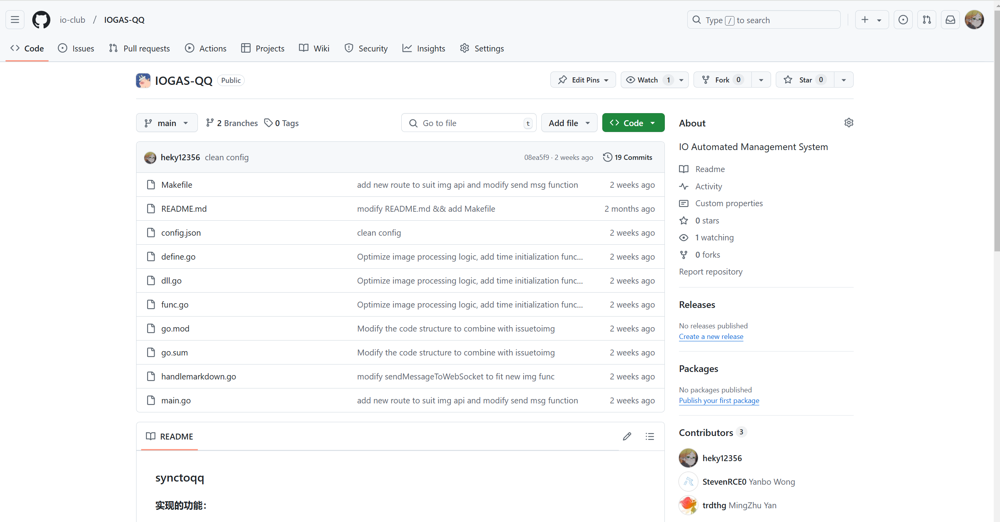 io-club / IOGAS-QQ
Type / to search
Code Issues Pull requests Actions Projects Wiki Security Insights Settings
IOGAS-QQ Public
Edit Pins Watch 1 Fork 0 Star 0
main 2 Branches 0 Tags Go to file t Add file Code
heky12356 clean config 08ea5f9 · 2 weeks ago 19 Commits
Makefile add new route to suit img api and modify send msg function 2 weeks ago
README.md modify README.md && add Makefile 2 months ago
config.json clean config 2 weeks ago
define.go Optimize image processing logic, add time initialization func... 2 weeks ago
dll.go Optimize image processing logic, add time initialization func... 2 weeks ago
func.go Optimize image processing logic, add time initialization func... 2 weeks ago
go.mod Modify the code structure to combine with issuetoimg 2 weeks ago
go.sum Modify the code structure to combine with issuetoimg 2 weeks ago
handlemarkdown.go modify sendMessageToWebSocket to fit new img func 2 weeks ago
main.go add new route to suit img api and modify send msg function 2 weeks ago
README
synctoqq
实现的功能：
About
IO Automated Management System
Readme
Activity
Custom properties
0 stars
1 watching
0 forks
Report repository
Releases
No releases published
Create a new release
Packages
No packages published
Publish your first package
Contributors 3
heky12356
StevenRCE0 Yanbo Wong
trdthg MingZhu Yan